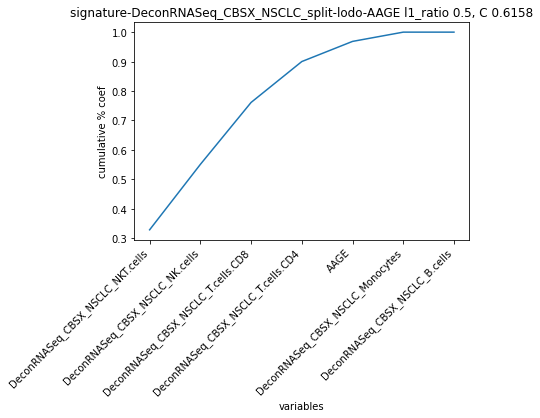 signature-DeconRNASeq_CBSX_NSCLC_split-lodo-AAGE l1_ratio 0.5, C 0.6158
cumulative % coef
1.0
0.9
0.8
0.7
0.6
0.5
0.4
0.3
DeconRNASeq_CBSX_NSCLC_NKT.cells
DeconRNASeq_CBSX_NSCLC_NK.cells
DeconRNASeq_CBSX_NSCLC_T.cells.CD8
DeconRNASeq_CBSX_NSCLC_T.cells.CD4
AAGE
DeconRNASeq_CBSX_NSCLC_Monocytes
DeconRNASeq_CBSX_NSCLC_B.cells
variables